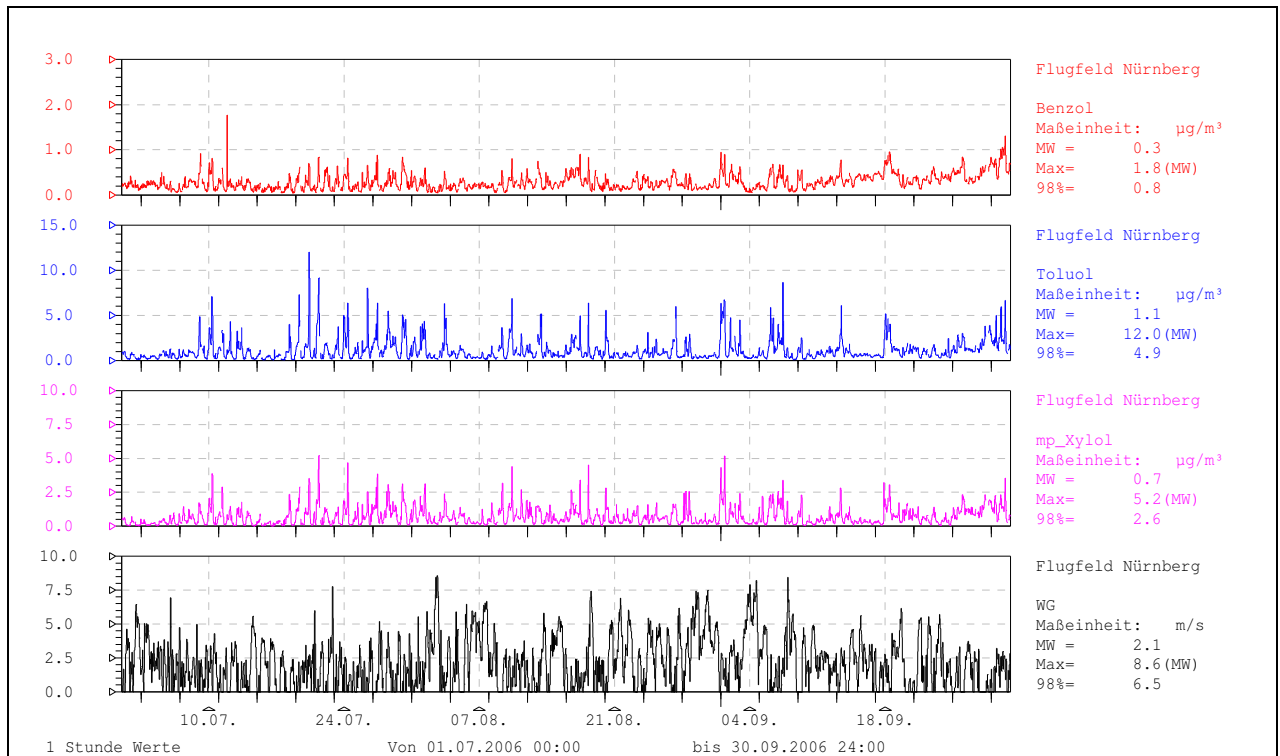 3.0
2.0
1.0
0.0
Flugfeld Nürnberg
Benzol
Maßeinheit: µg/m³
MW = 0.3
Max= 1.8(MW)
98%= 0.8
15.0
10.0
5.0
0.0
Flugfeld Nürnberg
Toluol
Maßeinheit: µg/m³
MW = 1.1
Max= 12.0(MW)
98%= 4.9
10.0
7.5
5.0
2.5
0.0
Flugfeld Nürnberg
mp_Xylol
Maßeinheit: µg/m³
MW = 0.7
Max= 5.2(MW)
98%= 2.6
10.0
7.5
5.0
2.5
0.0
Flugfeld Nürnberg
WG
Maßeinheit: m/s
MW = 2.1
Max= 8.6(MW)
98%= 6.5
10.07. 24.07. 07.08. 21.08. 04.09. 18.09.
1 Stunde Werte Von 01.07.2006 00:00 bis 30.09.2006 24:00